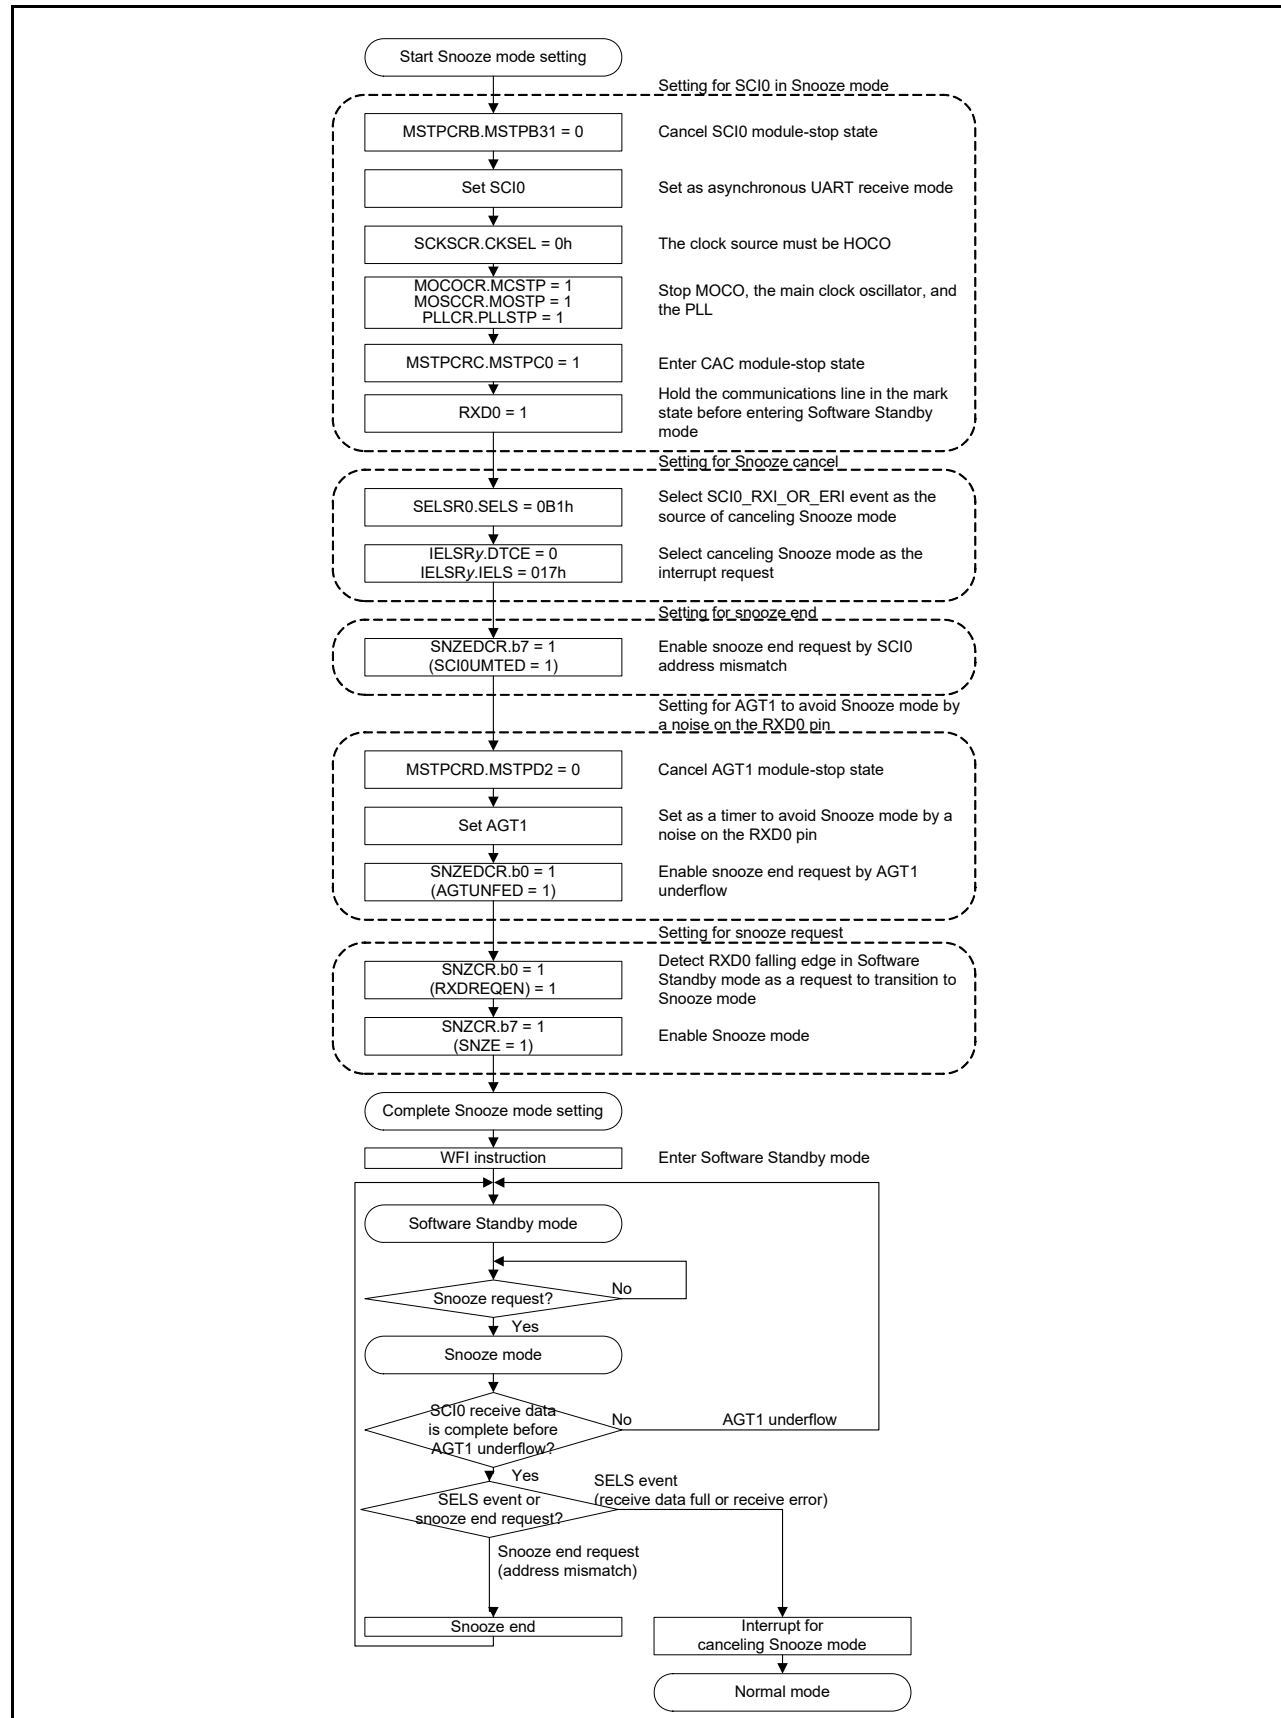 Start Snooze mode setting
Setting for SCI0 in Snooze mode
MSTPCRB.MSTPB31 = 0
Cancel SCI0 module-stop state
Set SCI0
Set as asynchronous UART receive mode
SCKSCR.CKSEL = 0h
The clock source must be HOCO
MOCOCR.MCSTP = 1
MOSCCR.MOSTP = 1
PLLCR.PLLSTP = 1
Stop MOCO, the main clock oscillator, and
the PLL
MSTPCRC.MSTPC0 = 1
Enter CAC module-stop state
RXD0 = 1
Hold the communications line in the mark
state before entering Software Standby
mode
Setting for Snooze cancel
SELSR0.SELS = 0B1h
Select SCI0_RXI_OR_ERI event as the
source of canceling Snooze mode
IELSRy.DTCE = 0
IELSRy.IELS = 017h
Select canceling Snooze mode as the
interrupt request
Setting for snooze end
SNZEDCR.b7 = 1
(SCI0UMTED = 1)
Enable snooze end request by SCI0
address mismatch
Setting for AGT1 to avoid Snooze mode by
a noise on the RXD0 pin
MSTPCRD.MSTPD2 = 0
Cancel AGT1 module-stop state
Set AGT1
Set as a timer to avoid Snooze mode by a
noise on the RXD0 pin
SNZEDCR.b0 = 1
(AGTUNFED = 1)
Enable snooze end request by AGT1
underflow
Setting for snooze request
SNZCR.b0 = 1
(RXDREQEN) = 1
Detect RXD0 falling edge in Software
Standby mode as a request to transition to
Snooze mode
SNZCR.b7 = 1
(SNZE = 1)
Enable Snooze mode
Complete Snooze mode setting
WFI instruction
Enter Software Standby mode
Software Standby mode
Snooze request?
No
Yes
Snooze mode
SCI0 receive data
is complete before
AGT1 underflow?
No
AGT1 underflow
Yes
SELS event
(receive data full or receive error)
SELS event or
snooze end request?
Snooze end request
(address mismatch)
Snooze end
Interrupt for
canceling Snooze mode
Normal mode